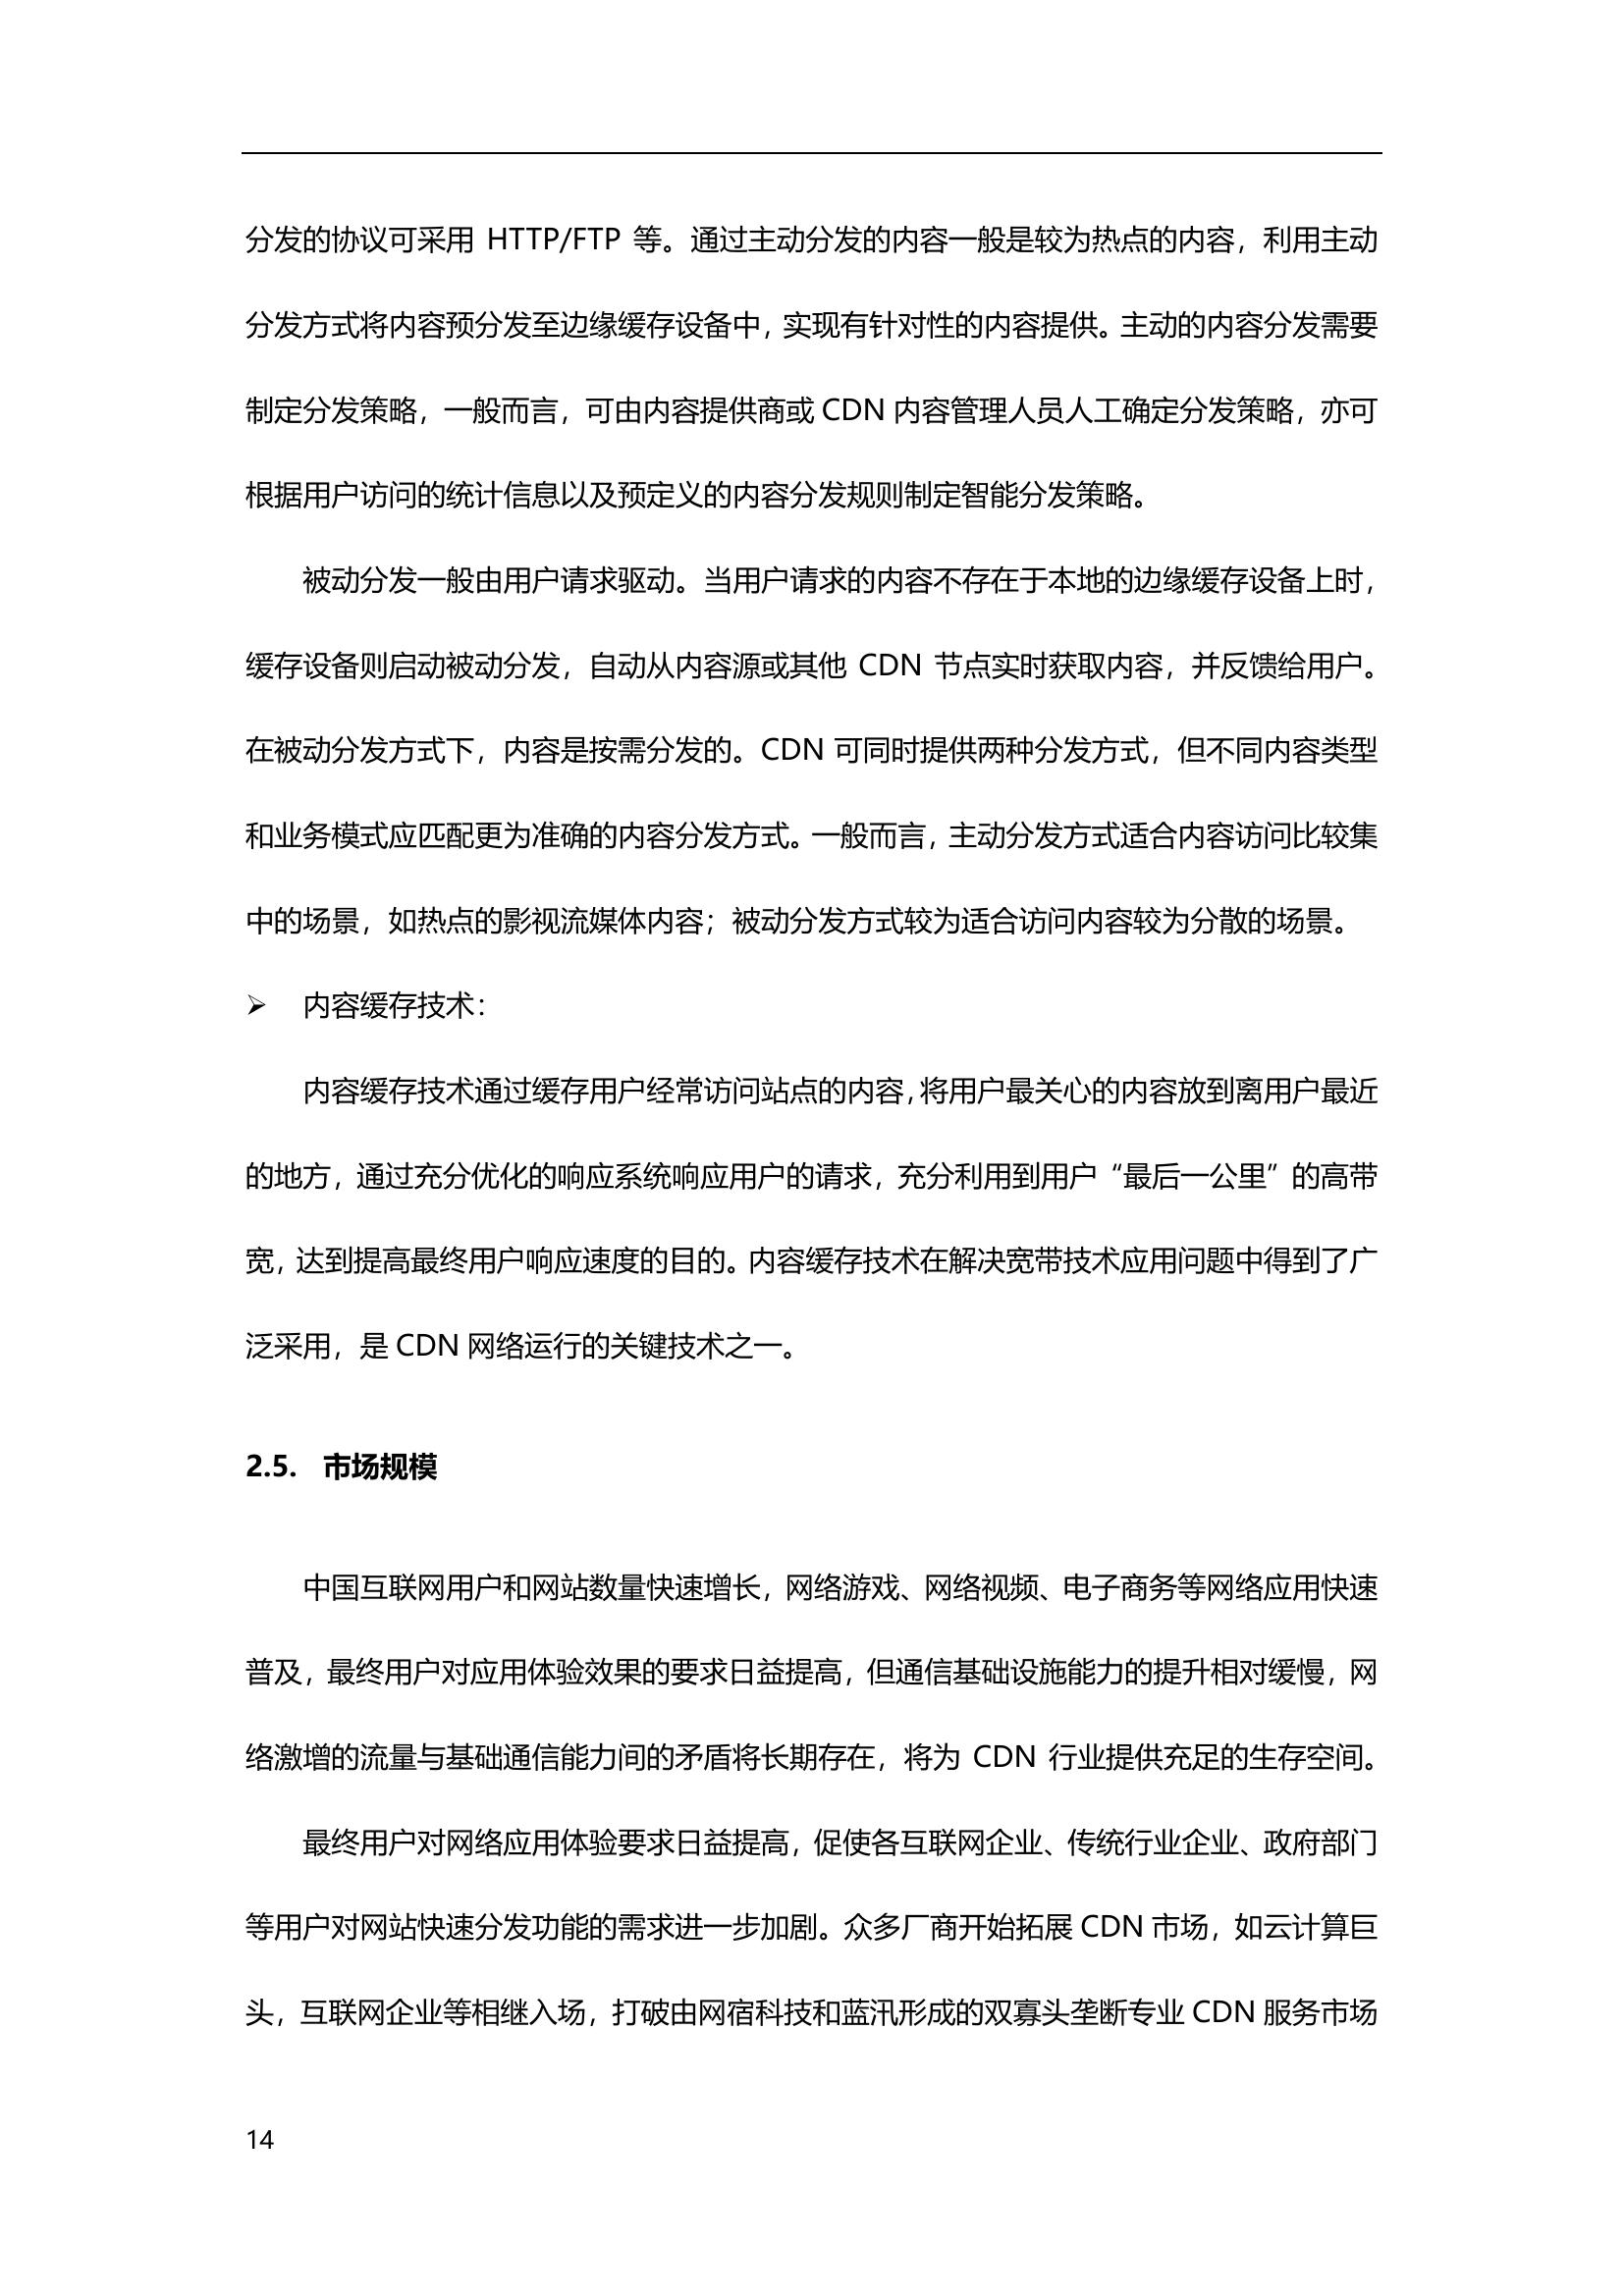 分发的协议可采用 HTTP/FTP 等。通过主动分发的内容一般是较为热点的内容，利用主动
分发方式将内容预分发至边缘缓存设备中，实现有针对性的内容提供。主动的内容分发需要
制定分发策略，一般而言，可由内容提供商或 CDN 内容管理人员人工确定分发策略，亦可
根据用户访问的统计信息以及预定义的内容分发规则制定智能分发策略。
被动分发一般由用户请求驱动。当用户请求的内容不存在于本地的边缘缓存设备上时，
缓存设备则启动被动分发，自动从内容源或其他 CDN 节点实时获取内容，并反馈给用户。
在被动分发方式下，内容是按需分发的。CDN 可同时提供两种分发方式，但不同内容类型
和业务模式应匹配更为准确的内容分发方式。一般而言，主动分发方式适合内容访问比较集
中的场景，如热点的影视流媒体内容；被动分发方式较为适合访问内容较为分散的场景。
➢ 内容缓存技术：
内容缓存技术通过缓存用户经常访问站点的内容，将用户最关心的内容放到离用户最近
的地方，通过充分优化的响应系统响应用户的请求，充分利用到用户“最后一公里”的高带
宽，达到提高最终用户响应速度的目的。内容缓存技术在解决宽带技术应用问题中得到了广
泛采用，是 CDN 网络运行的关键技术之一。
2.5. 市场规模
中国互联网用户和网站数量快速增长，网络游戏、网络视频、电子商务等网络应用快速
普及，最终用户对应用体验效果的要求日益提高，但通信基础设施能力的提升相对缓慢，网
络激增的流量与基础通信能力间的矛盾将长期存在，将为 CDN 行业提供充足的生存空间。
最终用户对网络应用体验要求日益提高，促使各互联网企业、传统行业企业、政府部门
等用户对网站快速分发功能的需求进一步加剧。众多厂商开始拓展 CDN 市场，如云计算巨
头，互联网企业等相继入场，打破由网宿科技和蓝汛形成的双寡头垄断专业 CDN 服务市场
14